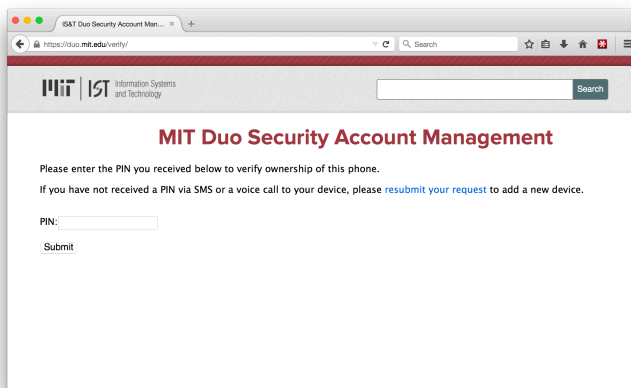 IS&T Duo Security Account Man...
https://duo.mit.edu/verify/
Search
MIT
IST
Information Systems
and Technology
Search
MIT Duo Security Account Management
Please enter the PIN you received below to verify ownership of this phone.
If you have not received a PIN via SMS or a voice call to your device, please resubmit your request to add a new device.
PIN:
Submit